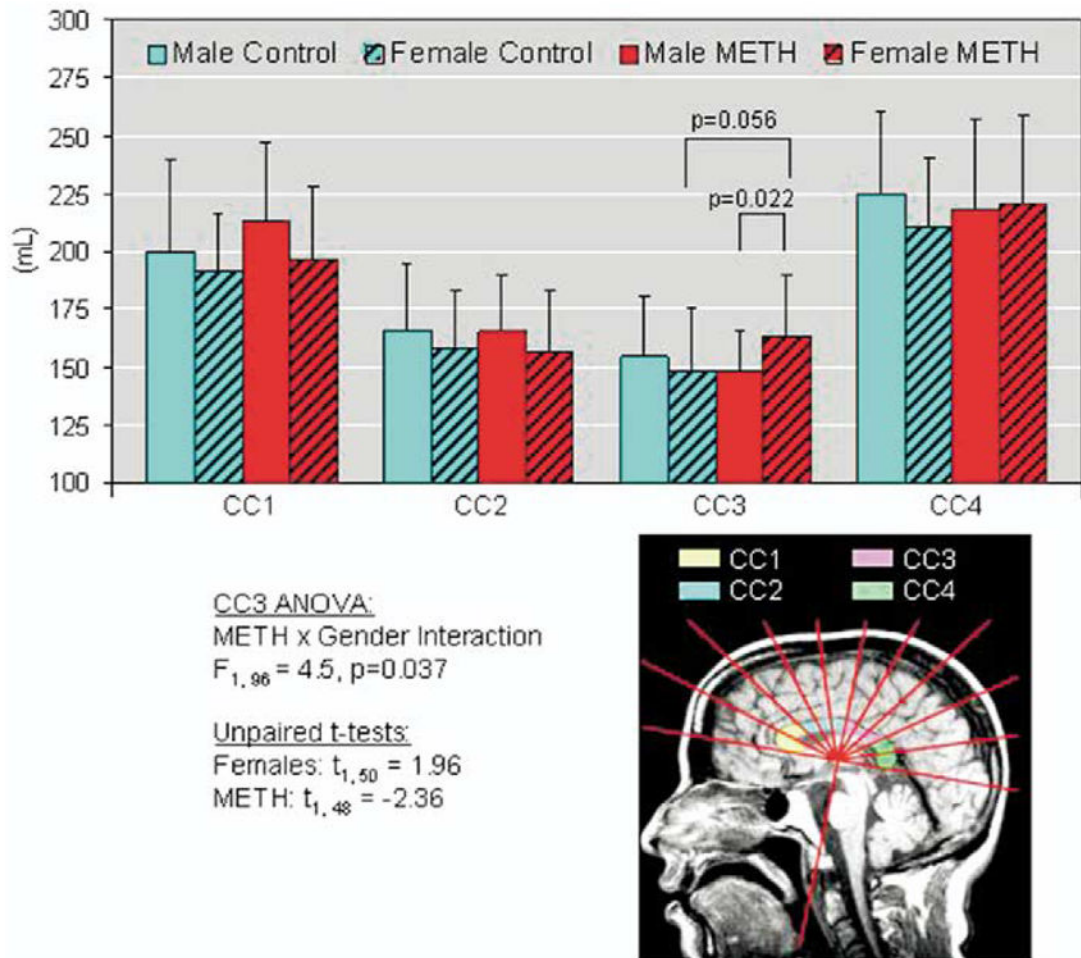 300
275
250
225
200
175
150
125
100
(mL)
Male Control Female Control Male METH Female METH
p=0.056
p=0.022
CC1 CC2 CC3 CC4
CC3 ANOVA:
METH x Gender Interaction
F1, 96 = 4.5, p=0.037
Unpaired t-tests:
Females: t1, 50 = 1.96
METH: t1, 48 = -2.36
CC1 CC3
CC2 CC4